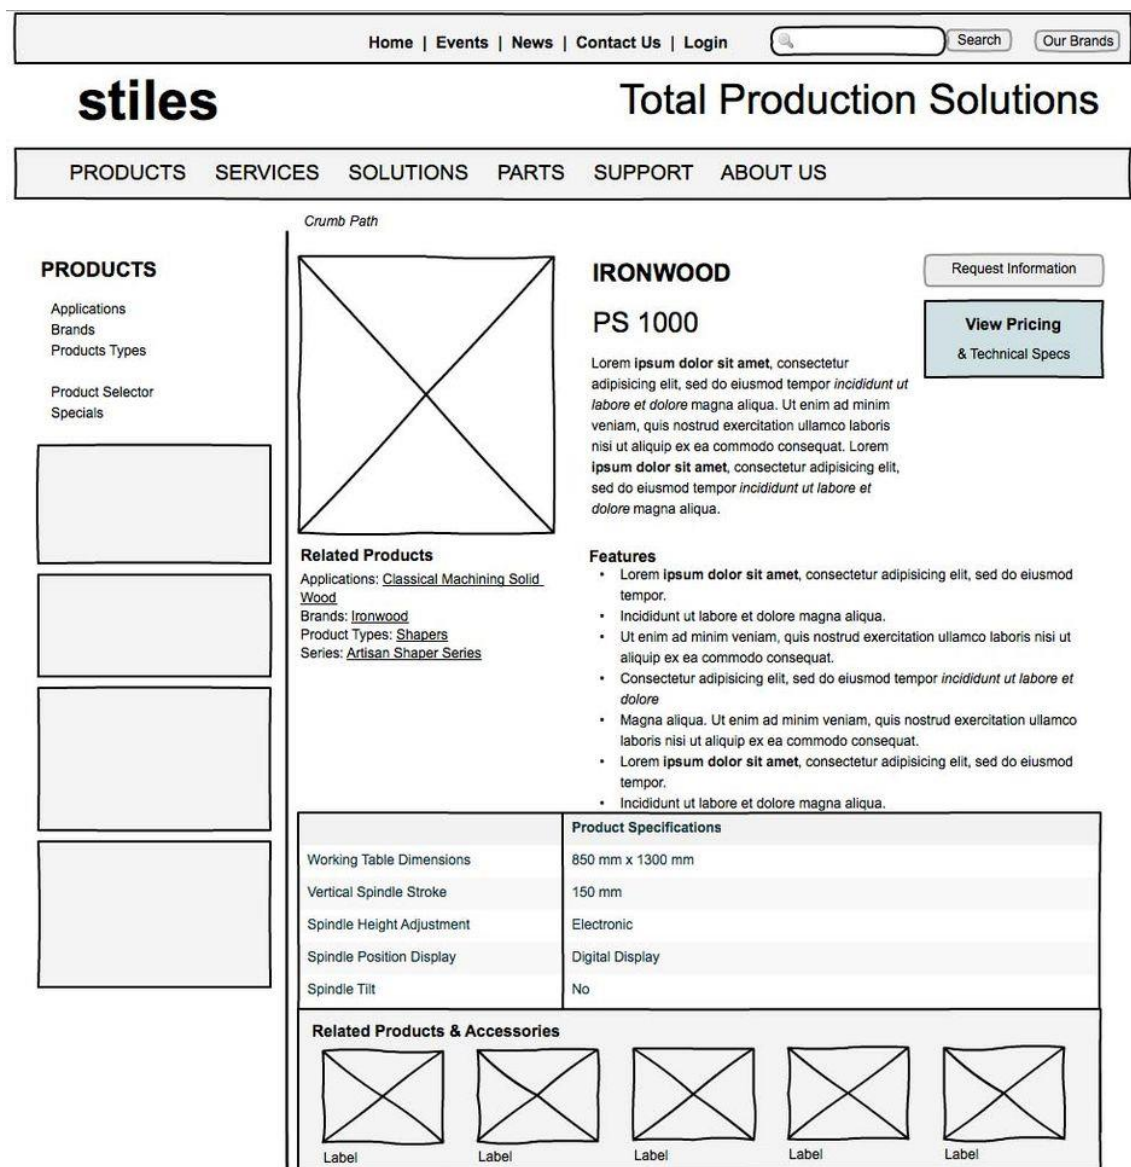 Home | Events | News | Contact Us | Login
Search
Our Brands
stiles
Total Production Solutions
PRODUCTS SERVICES SOLUTIONS PARTS SUPPORT ABOUT US
Crumb Path
PRODUCTS
Applications
Brands
Products Types
Product Selector
Specials
IRONWOOD
PS 1000
Lorem ipsum dolor sit amet, consectetur
adipisicing elit, sed do eiusmod tempor incididunt ut
labore et dolore magna aliqua. Ut enim ad minim
veniam, quis nostrud exercitation ullamco laboris
nisi ut aliquip ex ea commodo consequat. Lorem
ipsum dolor sit amet, consectetur adipisicing elit,
sed do eiusmod tempor incididunt ut labore et
dolore magna aliqua.
Request Information
View Pricing
& Technical Specs
Related Products
Applications: Classical Machining Solid
Wood
Brands: Ironwood
Product Types: Shapers
Series: Artisan Shaper Series
Features
• Lorem ipsum dolor sit amet, consectetur adipisicing elit, sed do eiusmod
tempor.
• Incididunt ut labore et dolore magna aliqua.
• Ut enim ad minim veniam, quis nostrud exercitation ullamco laboris nisi ut
aliquip ex ea commodo consequat.
• Consectetur adipisicing elit, sed do eiusmod tempor incididunt ut labore et
dolore
• Magna aliqua. Ut enim ad minim veniam, quis nostrud exercitation ullamco
laboris nisi ut aliquip ex ea commodo consequat.
• Lorem ipsum dolor sit amet, consectetur adipisicing elit, sed do eiusmod
tempor.
• Incididunt ut labore et dolore magna aliqua.
Product Specifications
Working Table Dimensions 850 mm x 1300 mm
Vertical Spindle Stroke 150 mm
Spindle Height Adjustment Electronic
Spindle Position Display Digital Display
Spindle Tilt No
Related Products & Accessories
Label Label Label Label Label